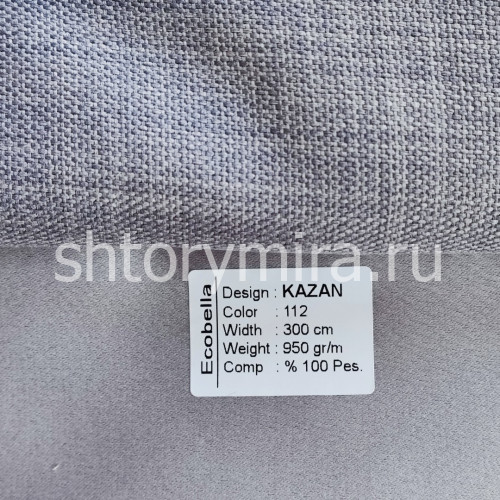 shtorymira.ru
Ecobella
Design : KAZAN
Color : 112
Width : 300 cm
Weight : 950 gr/m
Comp : % 100 Pes.